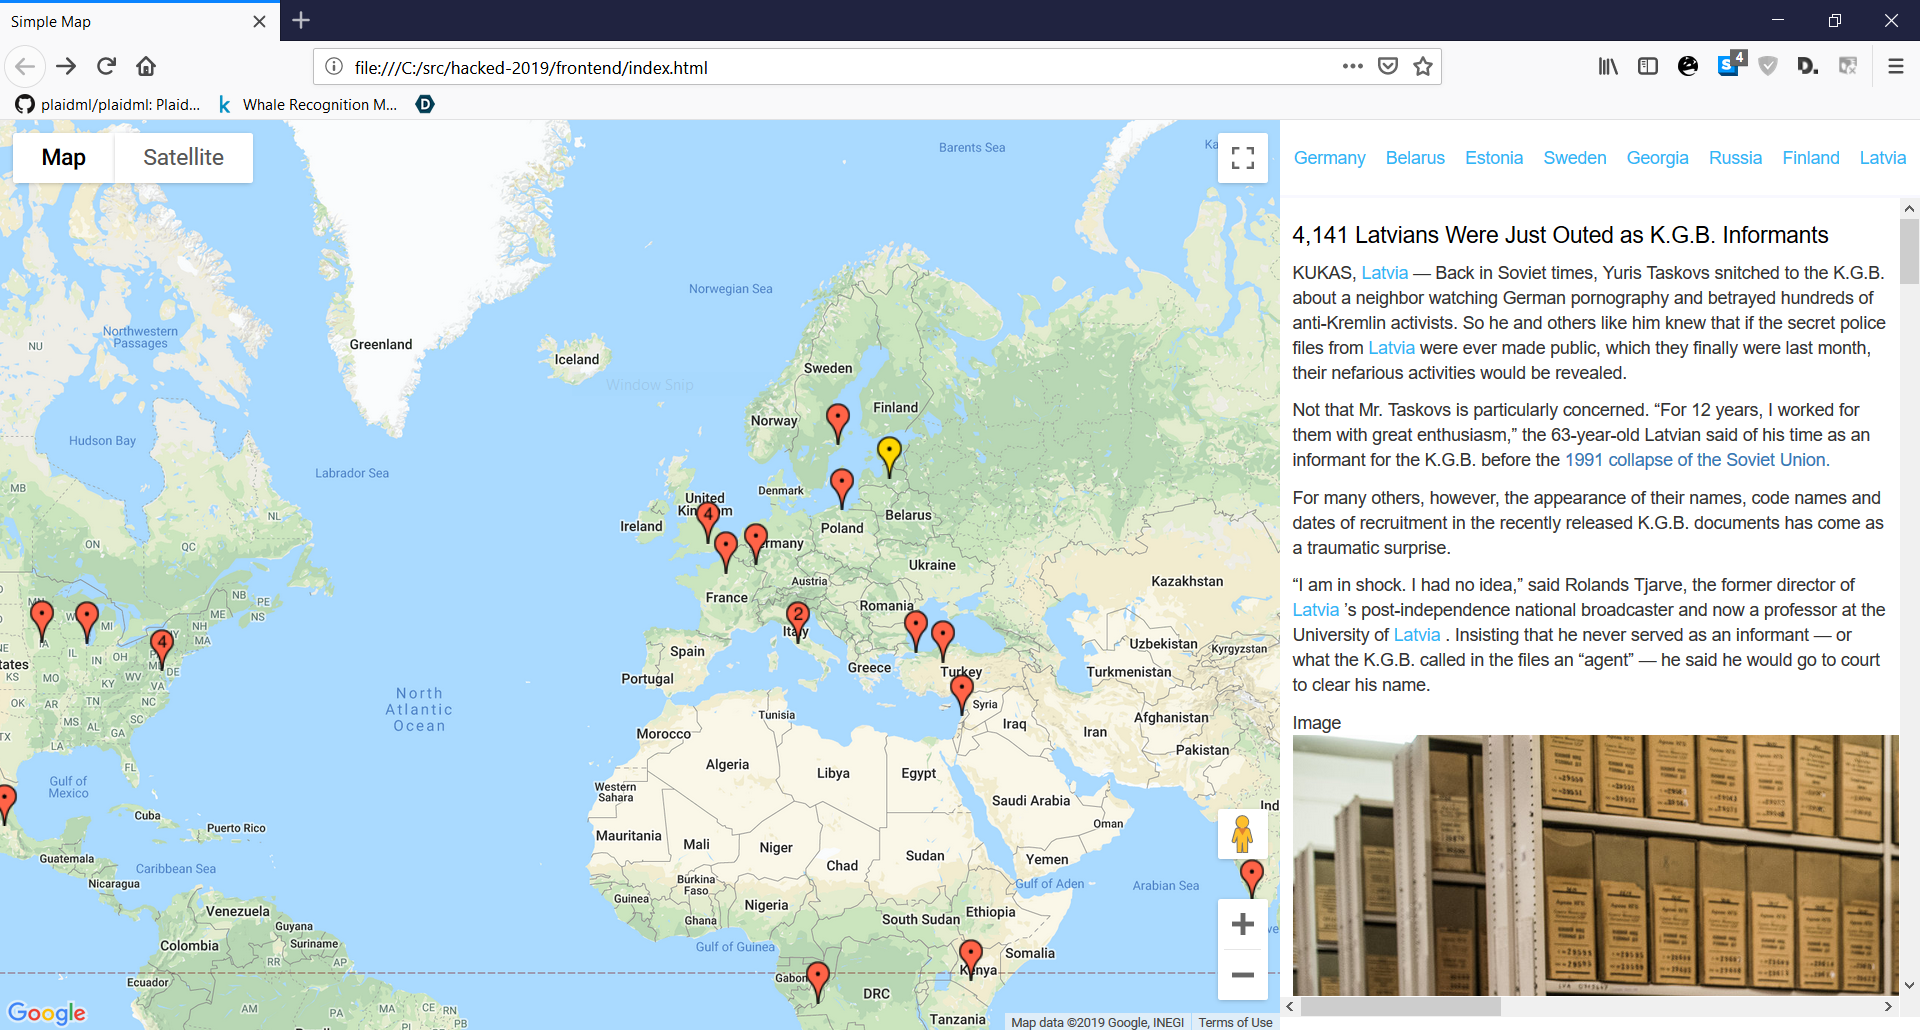 Simple Map
file:///C:/src/hacked-2019/frontend/index.html
4
plaidml/plaidml: Plaid...
k
Whale Recognition M...
D
Map
Satellite
Germany Belarus Estonia Sweden Georgia Russia Finland Latvia
4,141 Latvians Were Just Outed as K.G.B. Informants
KUKAS, Latvia — Back in Soviet times, Yuris Taskovs snitched to the K.G.B.
about a neighbor watching German pornography and betrayed hundreds of
anti-Kremlin activists. So he and others like him knew that if the secret police
files from Latvia were ever made public, which they finally were last month,
their nefarious activities would be revealed.
Not that Mr. Taskovs is particularly concerned. “For 12 years, I worked for
them with great enthusiasm,” the 63-year-old Latvian said of his time as an
informant for the K.G.B. before the 1991 collapse of the Soviet Union.
For many others, however, the appearance of their names, code names and
dates of recruitment in the recently released K.G.B. documents has come as
a traumatic surprise.
“I am in shock. I had no idea,” said Rolands Tjarve, the former director of
Latvia ’s post-independence national broadcaster and now a professor at the
University of Latvia . Insisting that he never served as an informant — or
what the K.G.B. called in the files an “agent” — he said he would go to court
to clear his name.
Image
Barents Sea
Norwegian Sea
Northwestern
Passages
NU
Greenland
Iceland
Window Snip
Sweden
Finland
Norway
Hudson Bay
Labrador Sea
MB
NL
ON
QC
Denmark
United
Kingdom
4
Ireland
Poland
Belarus
Germany
Austria
Ukraine
Kazakhstan
France
Romania
2
Italy
NB
PE
NS
NH
MA
MI
IL
IN
OH
4
DE
KS
MO
KY
WV
VA
OK
AR
TN
NC
MS
AL
SC
GA
TX
LA
FL
Spain
Portugal
Greece
Turkey
Uzbekistan
Kyrgyzstan
Turkmenistan
Syria
Iraq
Iran
Afghanistan
Pakistan
Tunisia
Morocco
North
Atlantic
Ocean
Algeria
Libya
Egypt
Western
Sahara
Saudi Arabia
Oman
Gulf of
Mexico
Cuba
Puerto Rico
Mauritania
Mali
Niger
Chad
Sudan
Yemen
Guatemala
Caribbean Sea
Nicaragua
Burkina
Faso
Gulf of Aden
Arabian Sea
Guinea
Nigeria
Ghana
South Sudan
Ethiopia
Venezuela
Guyana
Suriname
Colombia
Gulf of Guinea
Somalia
RR
AP
Ecuador
Gabon
Kenya
DRC
AM
PA
MA
CE
RN
PB
Tanzania
Google
Map data ©2019 Google, INEGI
Terms of Use